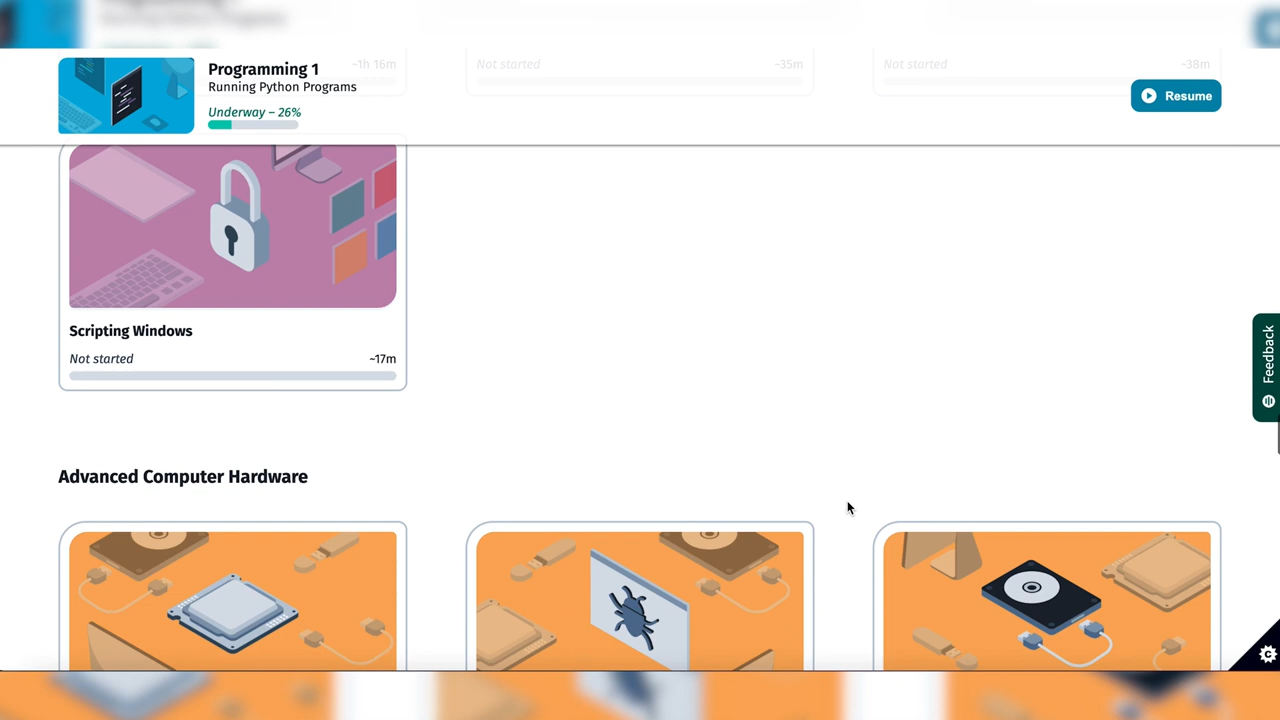 Programming 1
Running Python Programs
Underway – 26%
~1h 16m
Not started
~35m
Not started
~38m
Resume
Scripting Windows
Not started
~17m
Feedback
Advanced Computer Hardware